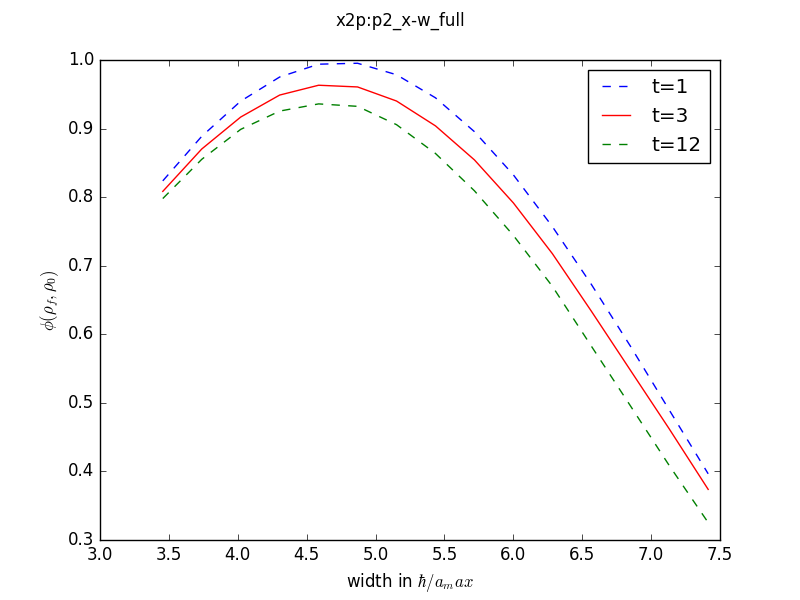 x2p:p2_x-w_full
1.0
0.9
0.8
0.7
0.6
0.5
0.4
0.3
t=1
t=3
t=12
ϕ(ρ_f, ρ_0)
3.0 3.5 4.0 4.5 5.0 5.5 6.0 6.5 7.0 7.5
width in ℏ/a_max